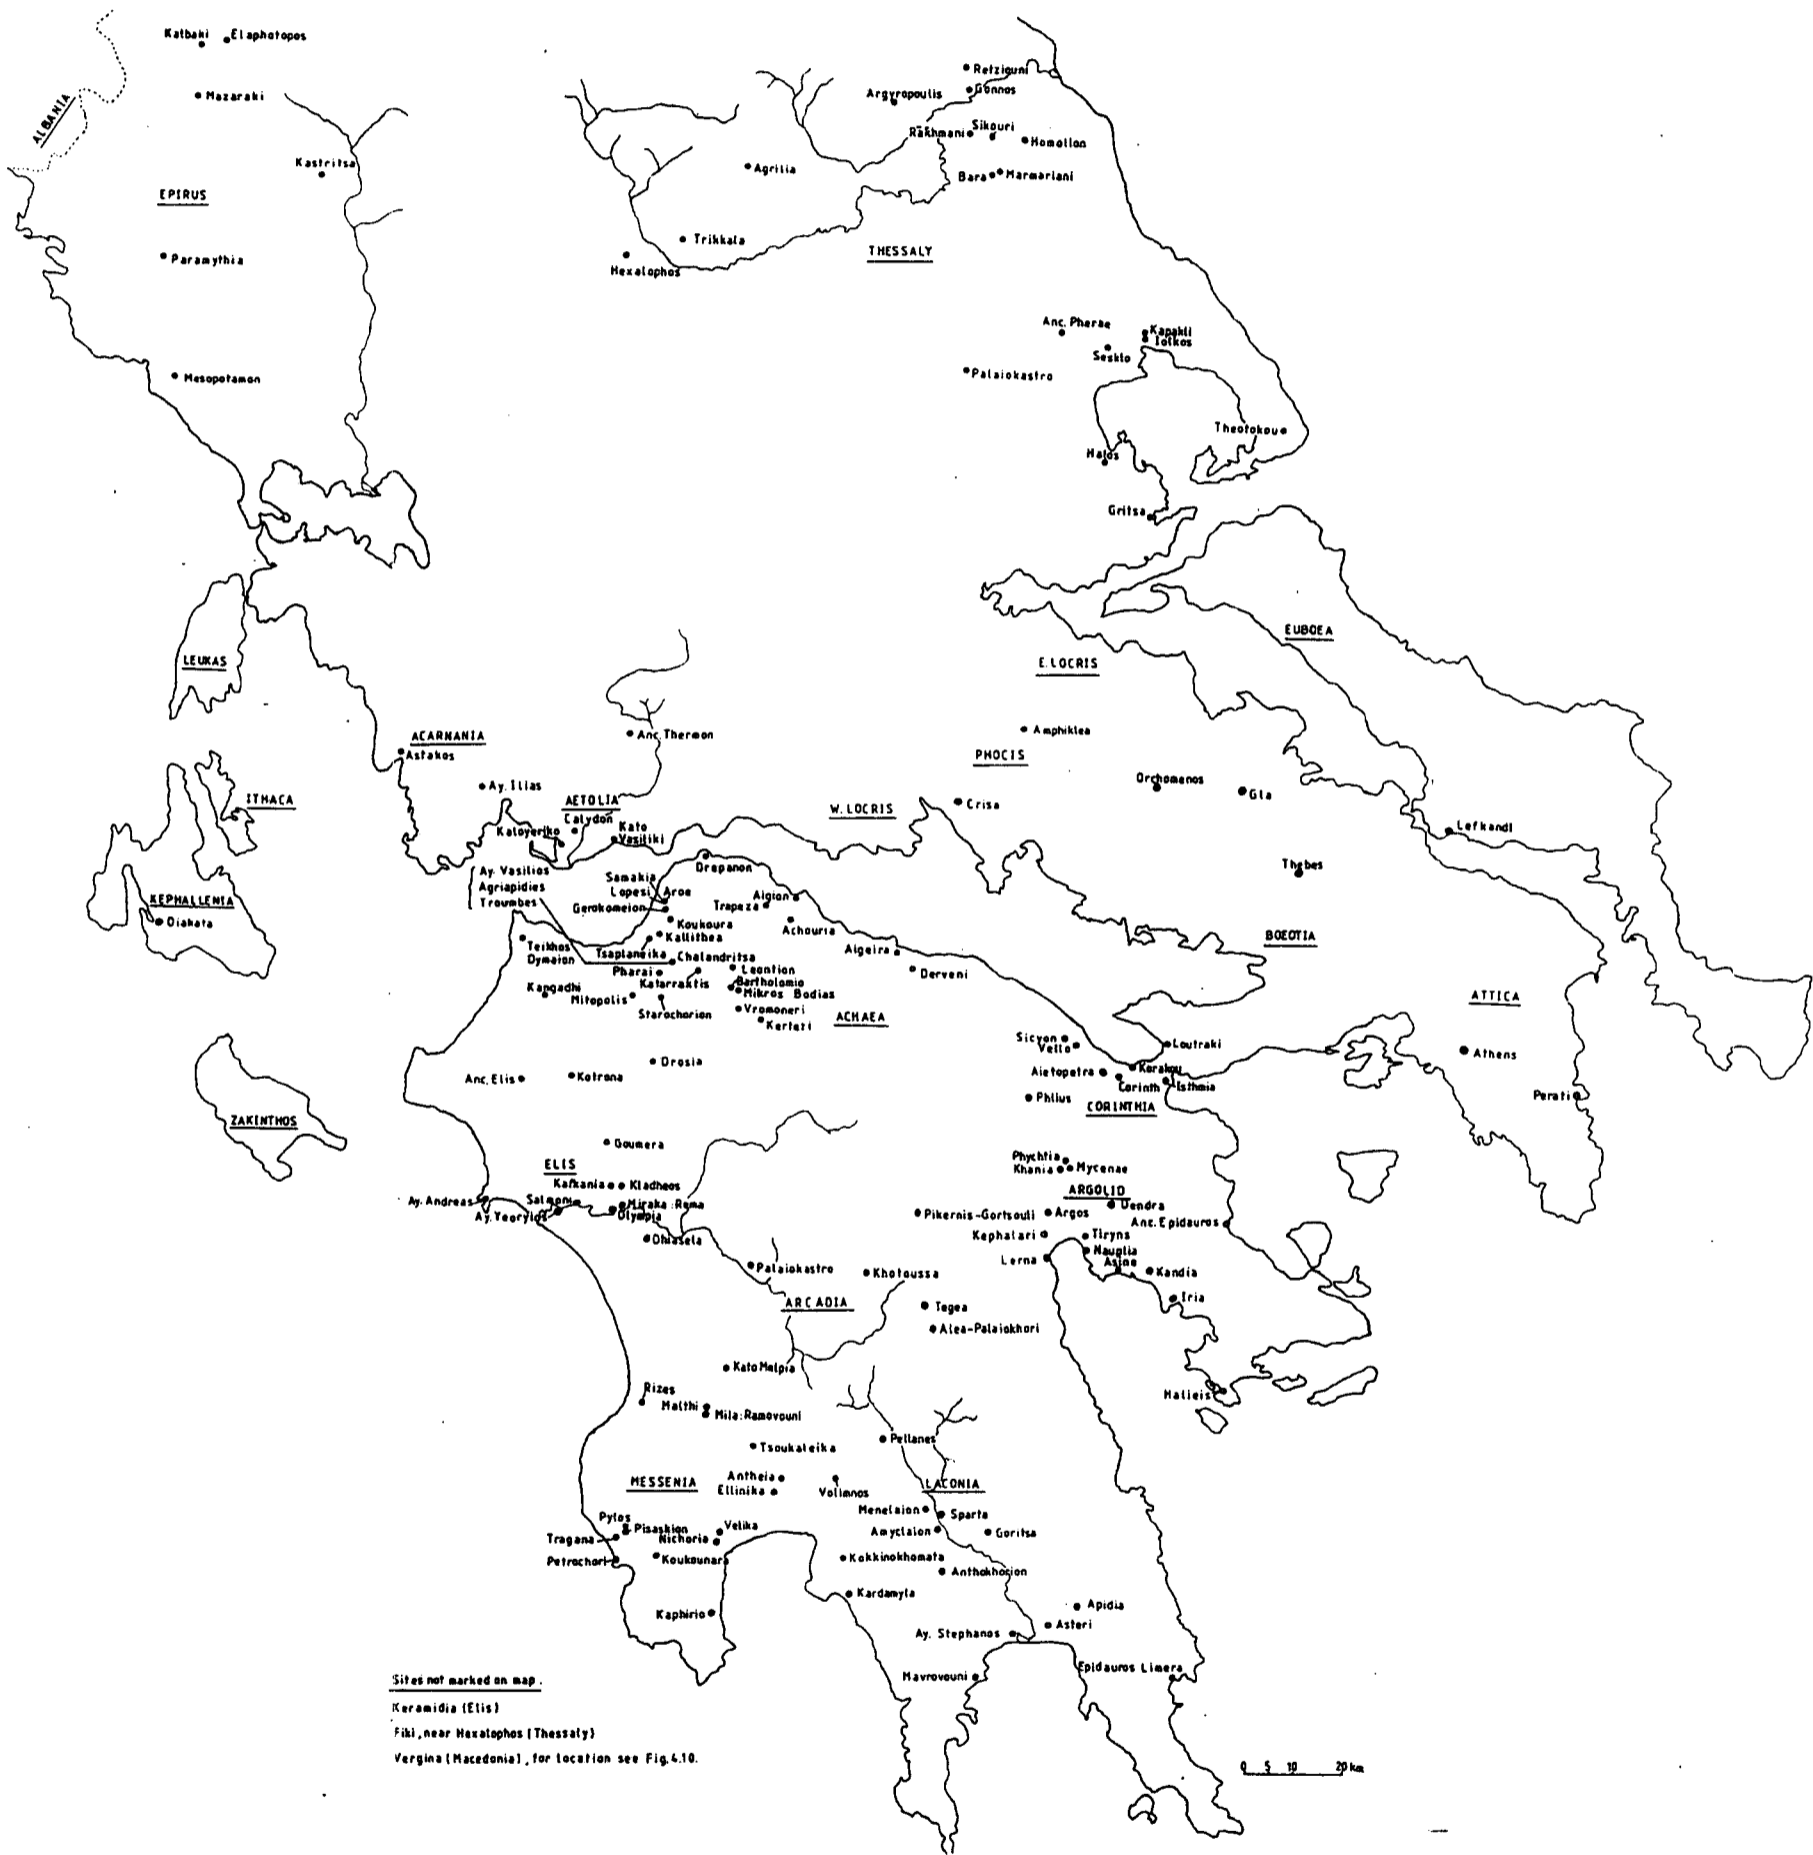 Katbaki
Elaphotopos
Mazaraki
ALBANIA
Kastritsa
EPIRUS
Paramythia
Mesopotamon
Retziouni
Gonnos
Argyropoulis
Rakhmani
Sikouri
Homolion
Bara
Marmariani
Agrilia
Trikkala
Hexalophos
THESSALY
Anc. Pherae
Kapakli
Iolkos
Sesklo
Palaiokastro
Theotokou
Halos
Gritsa
LEUKAS
EUBOEA
E.LOCRIS
ACARNANIA
Astakos
Anc. Thermon
Amphiklea
PHOCIS
Orchomenos
Gla
ITHACA
Ay. Ilias
AETOLIA
Calydon
Kaloyeriko
Kato
Vasiliki
W. LOCRIS
Crisa
Lefkandi
Thebes
KEPHALLENIA
Diakata
Ay. Vasilios
Agriapidies
Troumbes
Drepanon
Samakia
Lopesi
Aroe
Gerokomeion
Aigion
Trapeza
Koukoura
Kallithea
Achouria
Teikhos
Dymaion
Tsaplaneika
Chalandritsa
Aigeira
Derveni
BOEOTIA
Pharai
Katarraktis
Leontion
Bartholomio
Mikros Bodias
Kangadhi
Mitopolis
Starochorion
Vromoneri
Kertezi
ACHAEA
ATTICA
Athens
Perati
Drosia
Anc. Elis
Kotrona
Sicyon
Vello
Loutraki
Aietopetra
Korakou
Corinth
Isthmia
Phlius
CORINTHIA
ZAKINTHOS
Goumera
ELIS
Kafkania
Kladheos
Phychtia
Khania
Mycenae
ARGOLID
Dendra
Ay. Andreas
Salmoni
Miraka:Rema
Ay. Yeorylos
Olympia
Pikernis-Gortsouli
Argos
Anc. Epidauros
Dhiasela
Kephalari
Tiryns
Nauplia
Lerna
Asine
Kandia
Palaiokastro
Khotoussa
ARCADIA
Iria
Tegea
Alea-Palaiokhori
Kato Melpia
Rizes
Malthi
Mila:Ramovouni
Halieis
Tsoukaleika
Pellanes
MESSENIA
Antheia
Ellinika
Volimnos
LACONIA
Menelaion
Sparta
Amyclaion
Goritsa
Pylos
Pisaskion
Tragana
Nichoria
Velika
Petrochori
Koukounara
Kokkinokhomata
Anthokhorion
Kardamyla
Kaphirio
Apidia
Asteri
Ay. Stephanos
Mavrovouni
Epidauros Limera
Sites not marked on map.
Keramidia (Elis)
Fiki, near Hexalophos (Thessaly)
Vergina (Macedonia), for location see Fig.4.10.
0 5 10 20 km